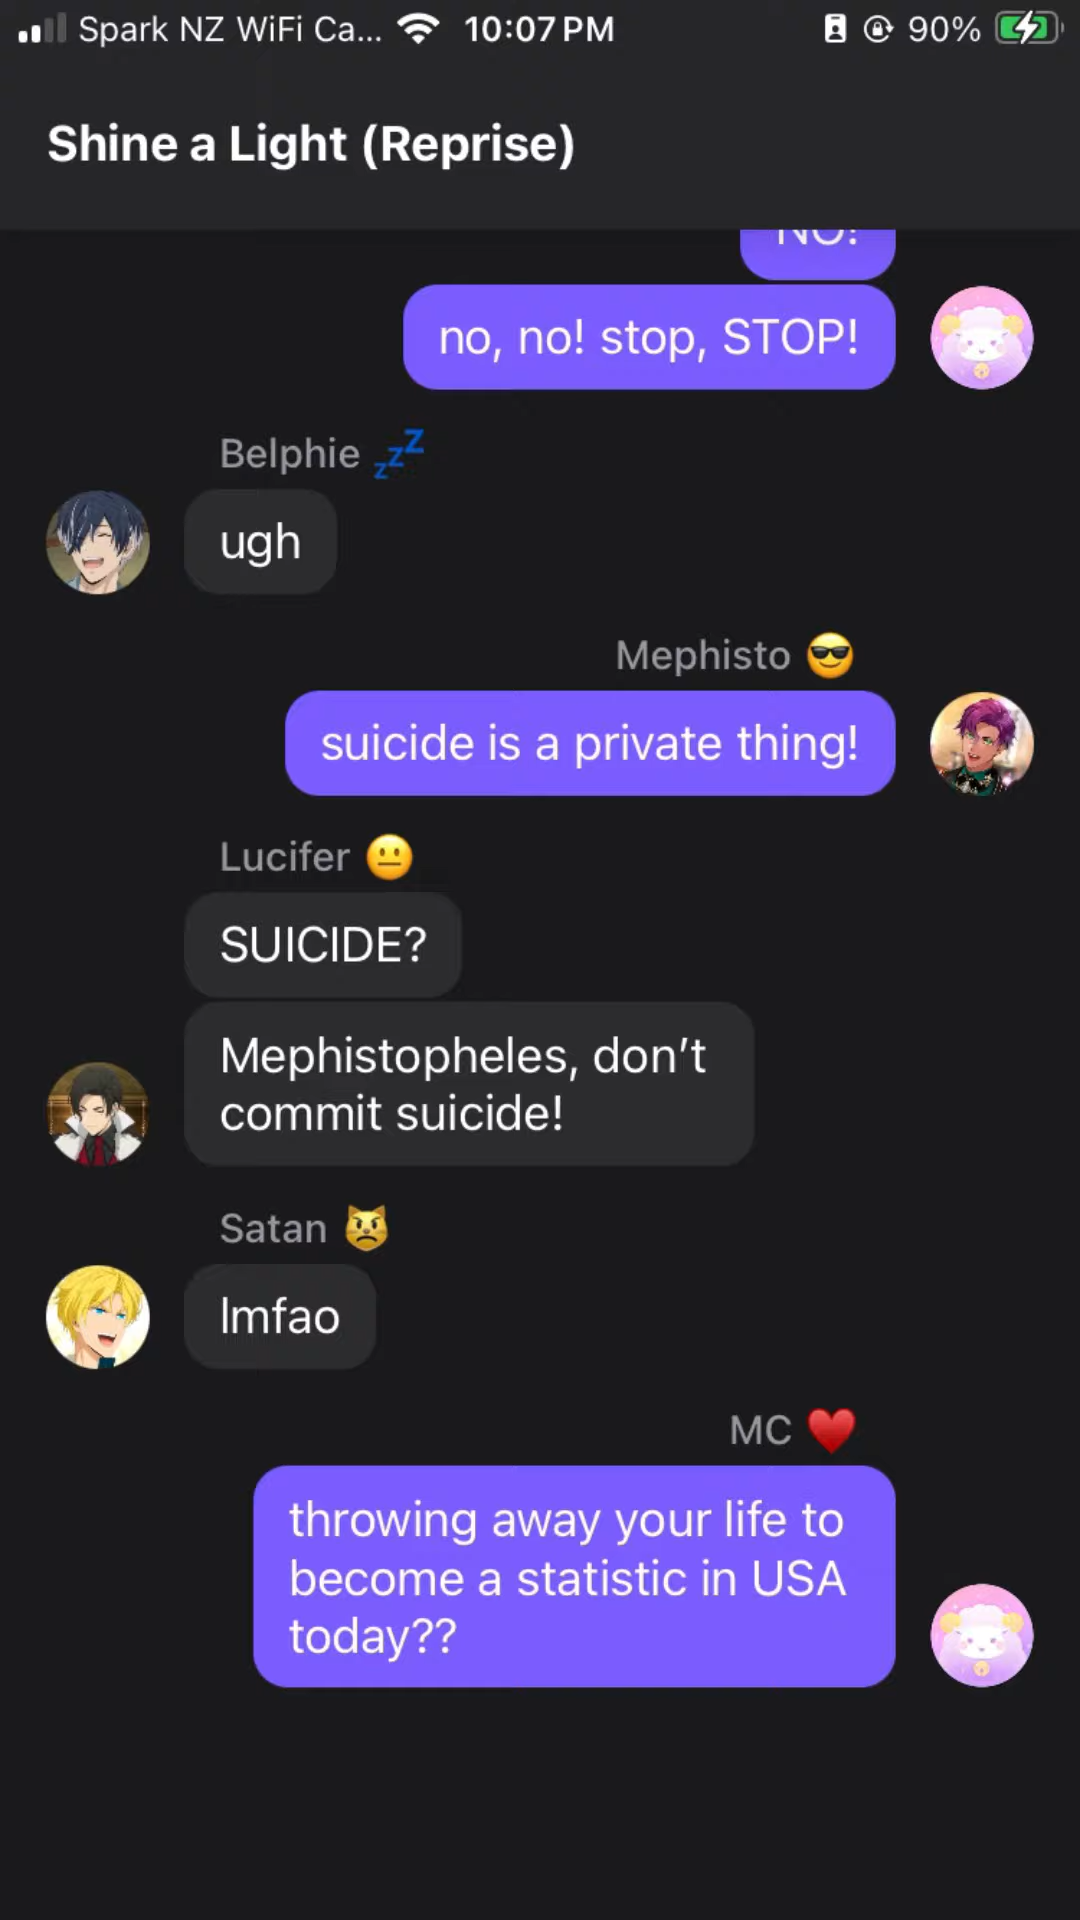 Spark NZ WiFi Ca... 10:07 PM 90%
Shine a Light (Reprise)
NO!
no, no! stop, STOP!
Belphie 💤
ugh
Mephisto 😎
suicide is a private thing!
Lucifer 😐
SUICIDE?
Mephistopheles, don’t
commit suicide!
Satan 😾
lmfao
MC ♥️
throwing away your life to
become a statistic in USA
today??